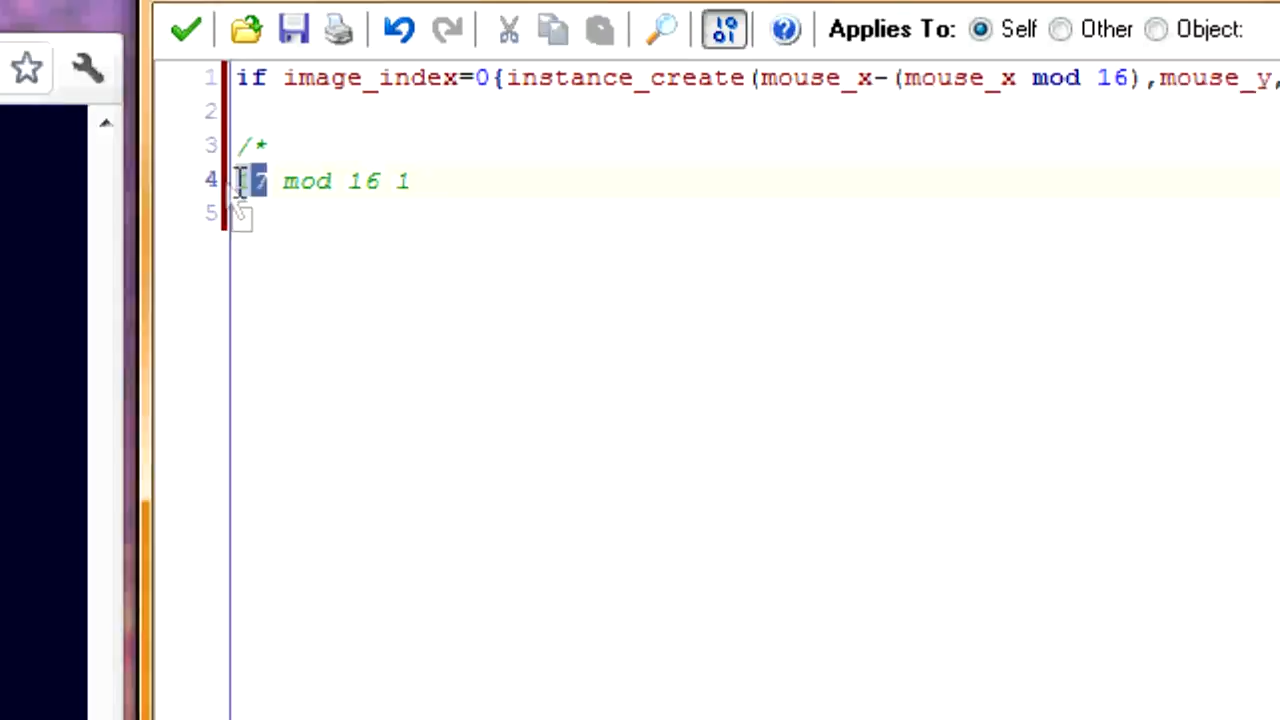 Applies To: Self Other Object:
1 if image_index=0{instance_create(mouse_x-(mouse_x mod 16),mouse_y,
2
3 /*
4 17 mod 16 1
5